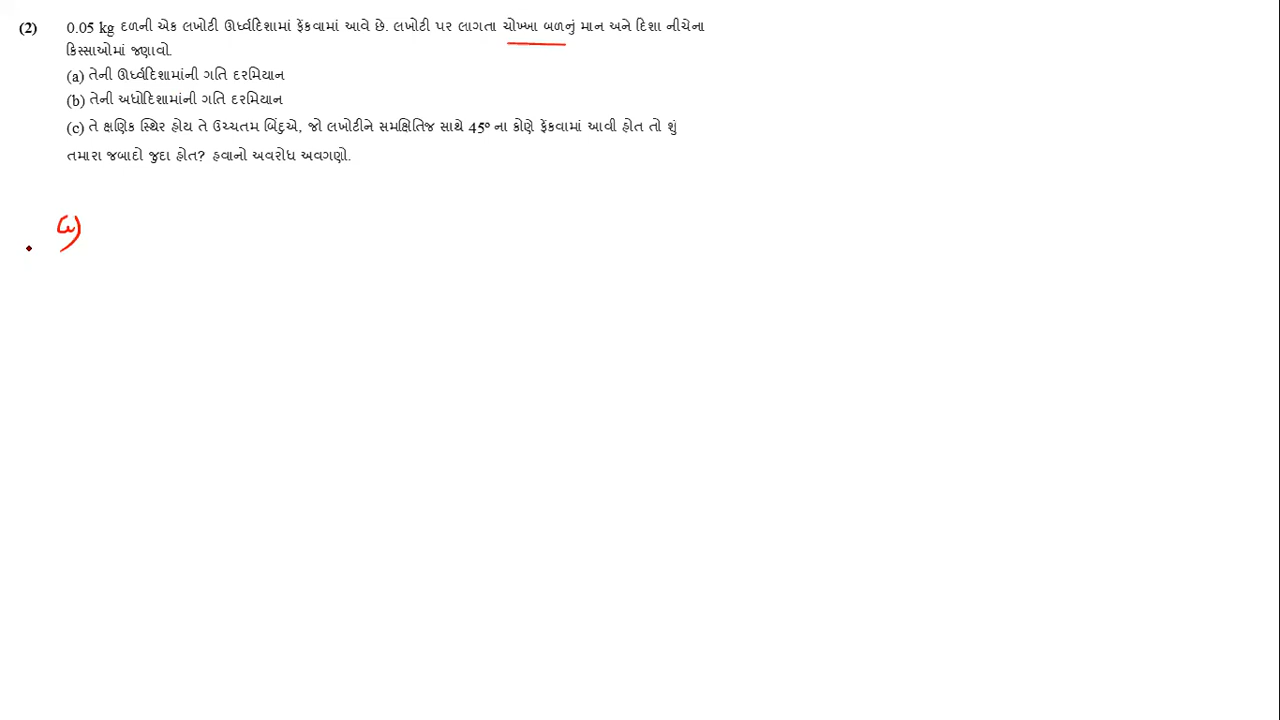 (2) 0.05 kg દળની એક લખોટી ઊર્ધ્વદિશામાં ફેંકવામાં આવે છે. લખોટી પર લાગતા ચોખ્ખા બળનું માન અને દિશા નીચેના
કિસ્સાઓમાં જણાવો.
(a) તેની ઊર્ધ્વદિશામાંની ગતિ દરમિયાન
(b) તેની અધોદિશામાંની ગતિ દરમિયાન
(c) તે ક્ષણિક સ્થિર હોય તે ઉચ્ચતમ બિંદુએ, જો લખોટીને સમક્ષિતિજ સાથે 45° ના કોણે ફેંકવામાં આવી હોત તો શું
તમારા જબાદો જુદા હોત? હવાનો અવરોધ અવગણો.